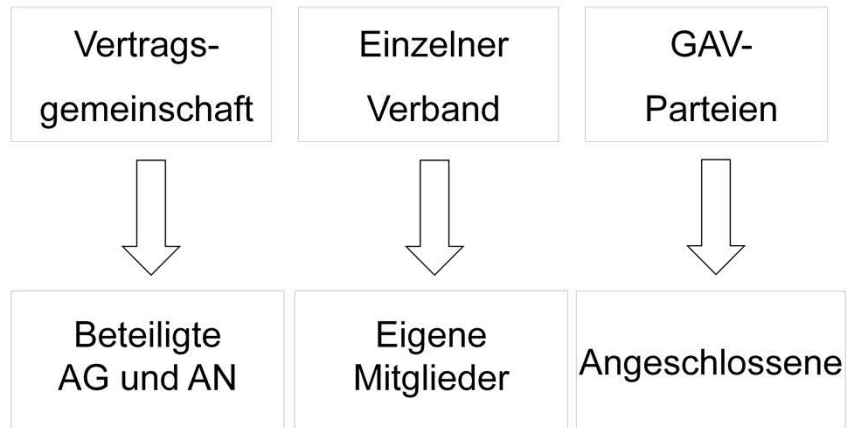 Vertrags-
gemeinschaft
Einzelner
Verband
GAV-
Parteien
Beteiligte
AG und AN
Eigene
Mitglieder
Angeschlossene